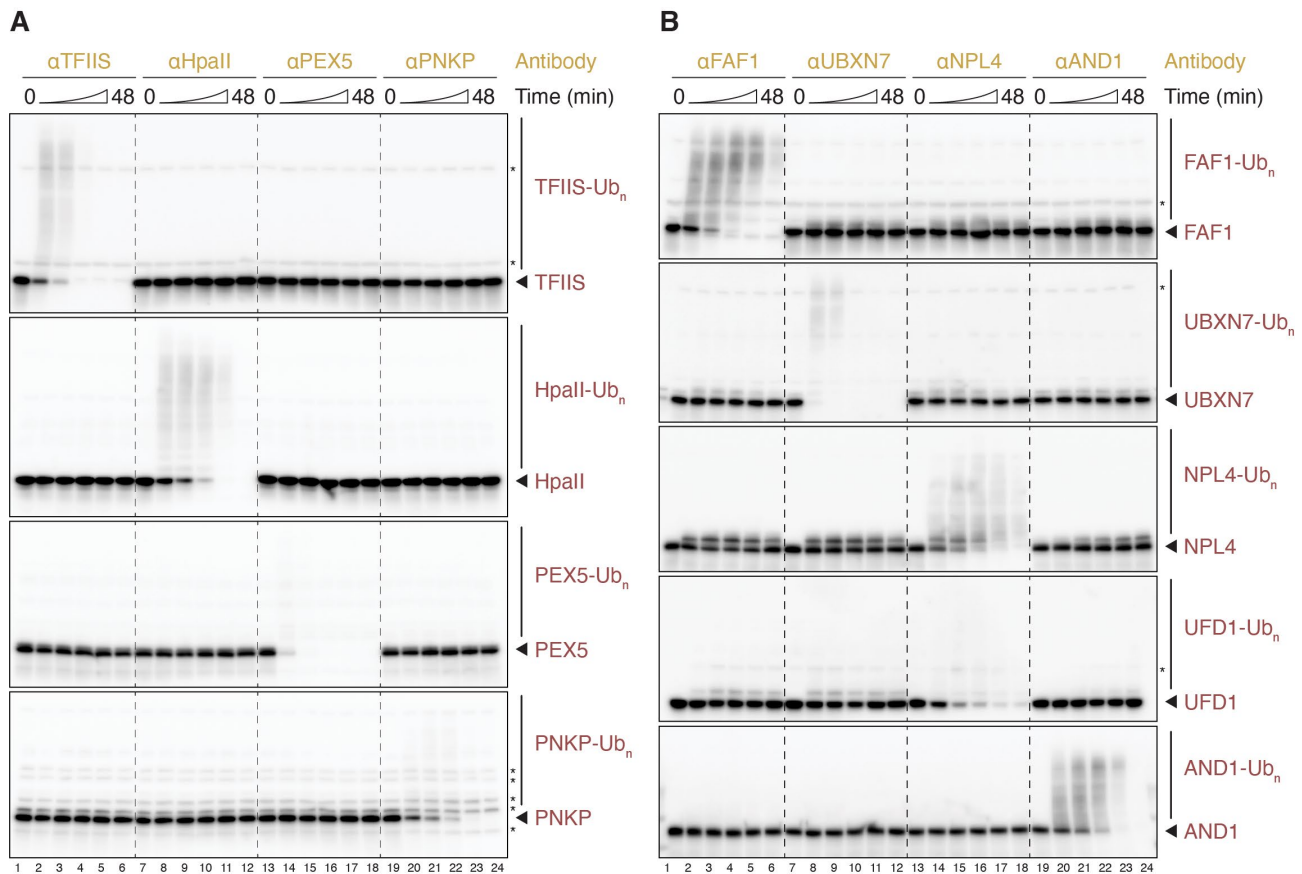 A
αTFIIS αHpaII αPEX5 αPNKP Antibody
0 48 0 48 0 48 0 48 Time (min)
*
TFIIS-Ubn
*
TFIIS
HpaII-Ubn
HpaII
PEX5-Ubn
PEX5
PNKP-Ubn
*
*
*
*
PNKP
*
1 2 3 4 5 6 7 8 9 10 11 12 13 14 15 16 17 18 19 20 21 22 23 24
B
αFAF1 αUBXN7 αNPL4 αAND1 Antibody
0 48 0 48 0 48 0 48 Time (min)
FAF1-Ubn
*
FAF1
*
UBXN7-Ubn
UBXN7
NPL4-Ubn
NPL4
UFD1-Ubn
*
UFD1
AND1-Ubn
AND1
1 2 3 4 5 6 7 8 9 10 11 12 13 14 15 16 17 18 19 20 21 22 23 24